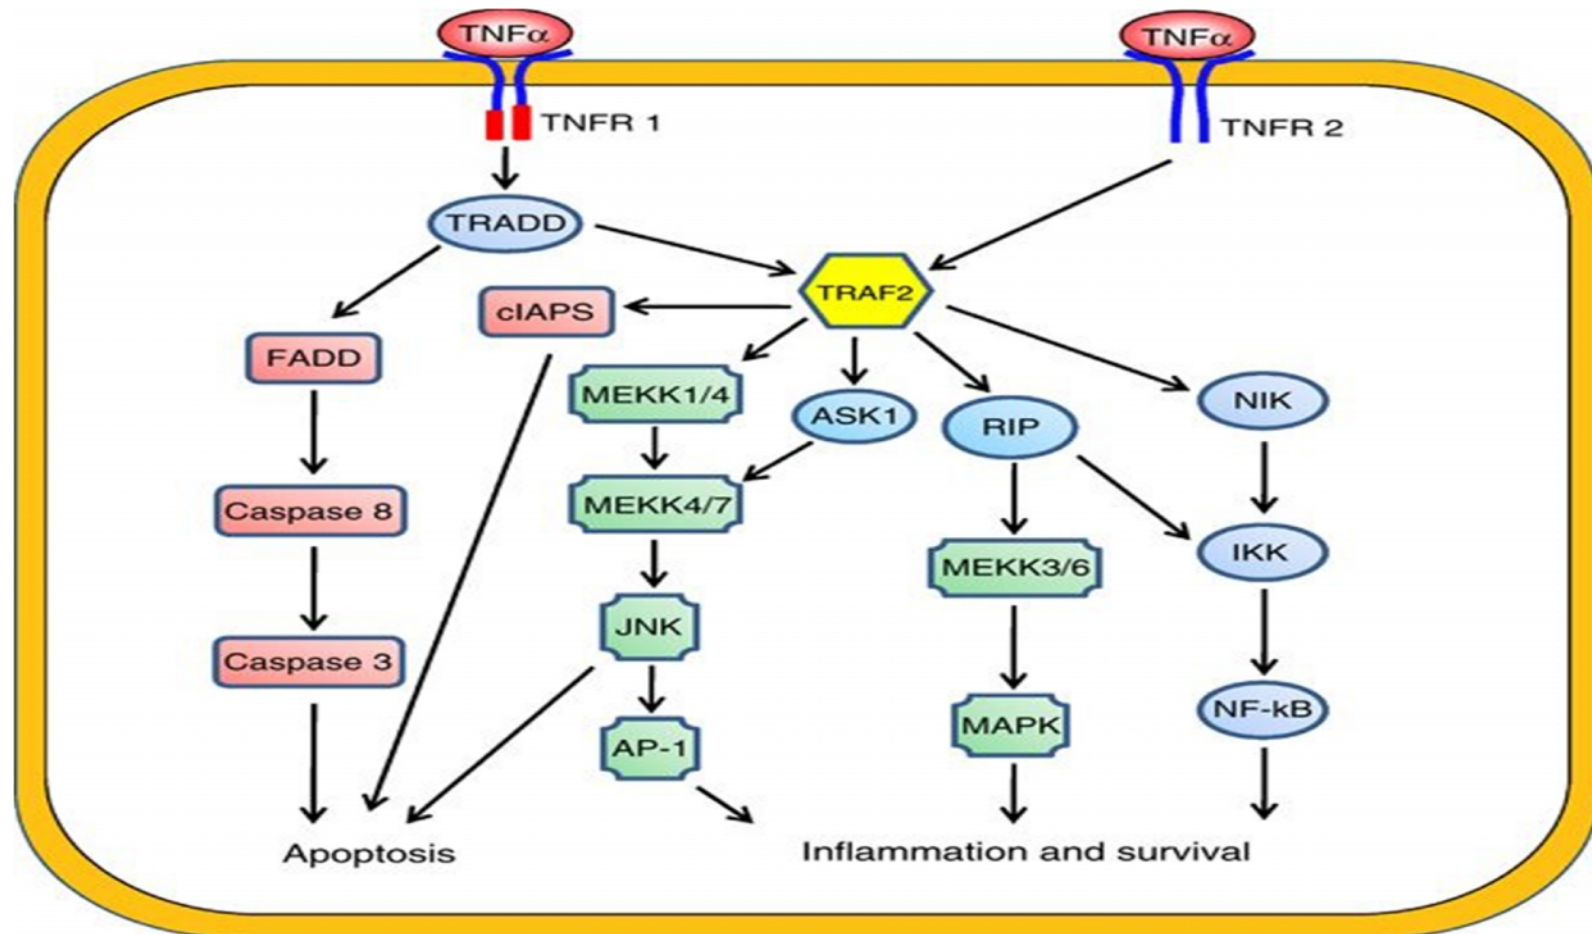 TNFα
TNFα
TNFR 1
TNFR 2
TRADD
TRAF2
cIAPS
FADD
MEKK1/4
ASK1
RIP
NIK
Caspase 8
MEKK4/7
MEKK3/6
IKK
JNK
Caspase 3
AP-1
MAPK
NF-kB
Apoptosis
Inflammation and survival